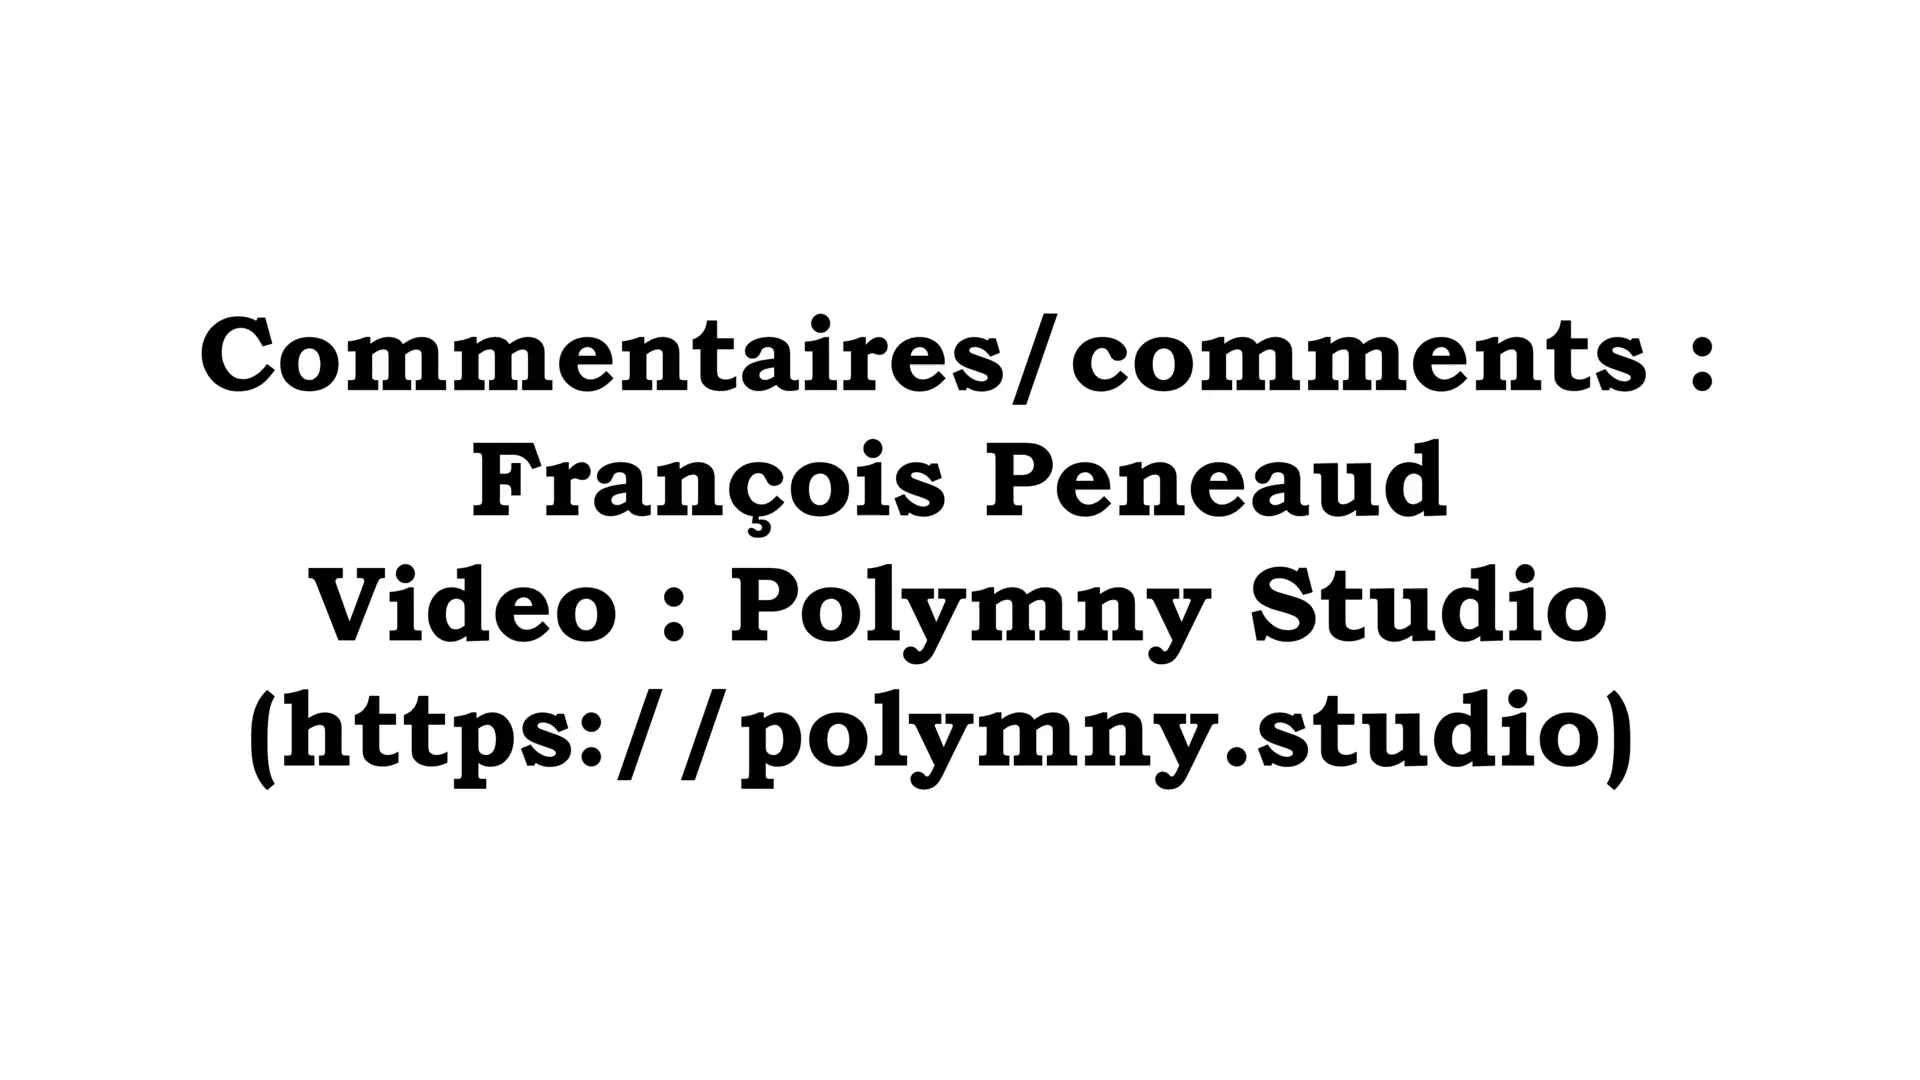 Commentaires/comments :
François Peneaud
Video : Polymny Studio
(https://polymny.studio)